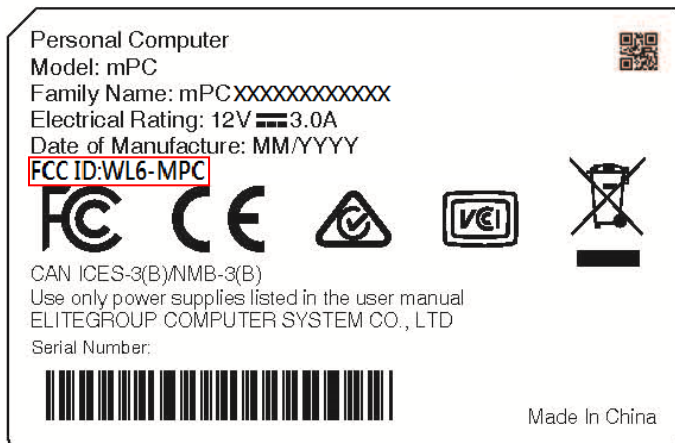 Personal Computer
Model: mPC
Family Name: mPCXXXXXXXXXXXX
Electrical Rating: 12V⎓3.0A
Date of Manufacture: MM/YYYY
FCC ID:WL6-MPC
FC CE VCI
CAN ICES-3(B)/NMB-3(B)
Use only power supplies listed in the user manual
ELITEGROUP COMPUTER SYSTEM CO., LTD
Serial Number:
Made In China